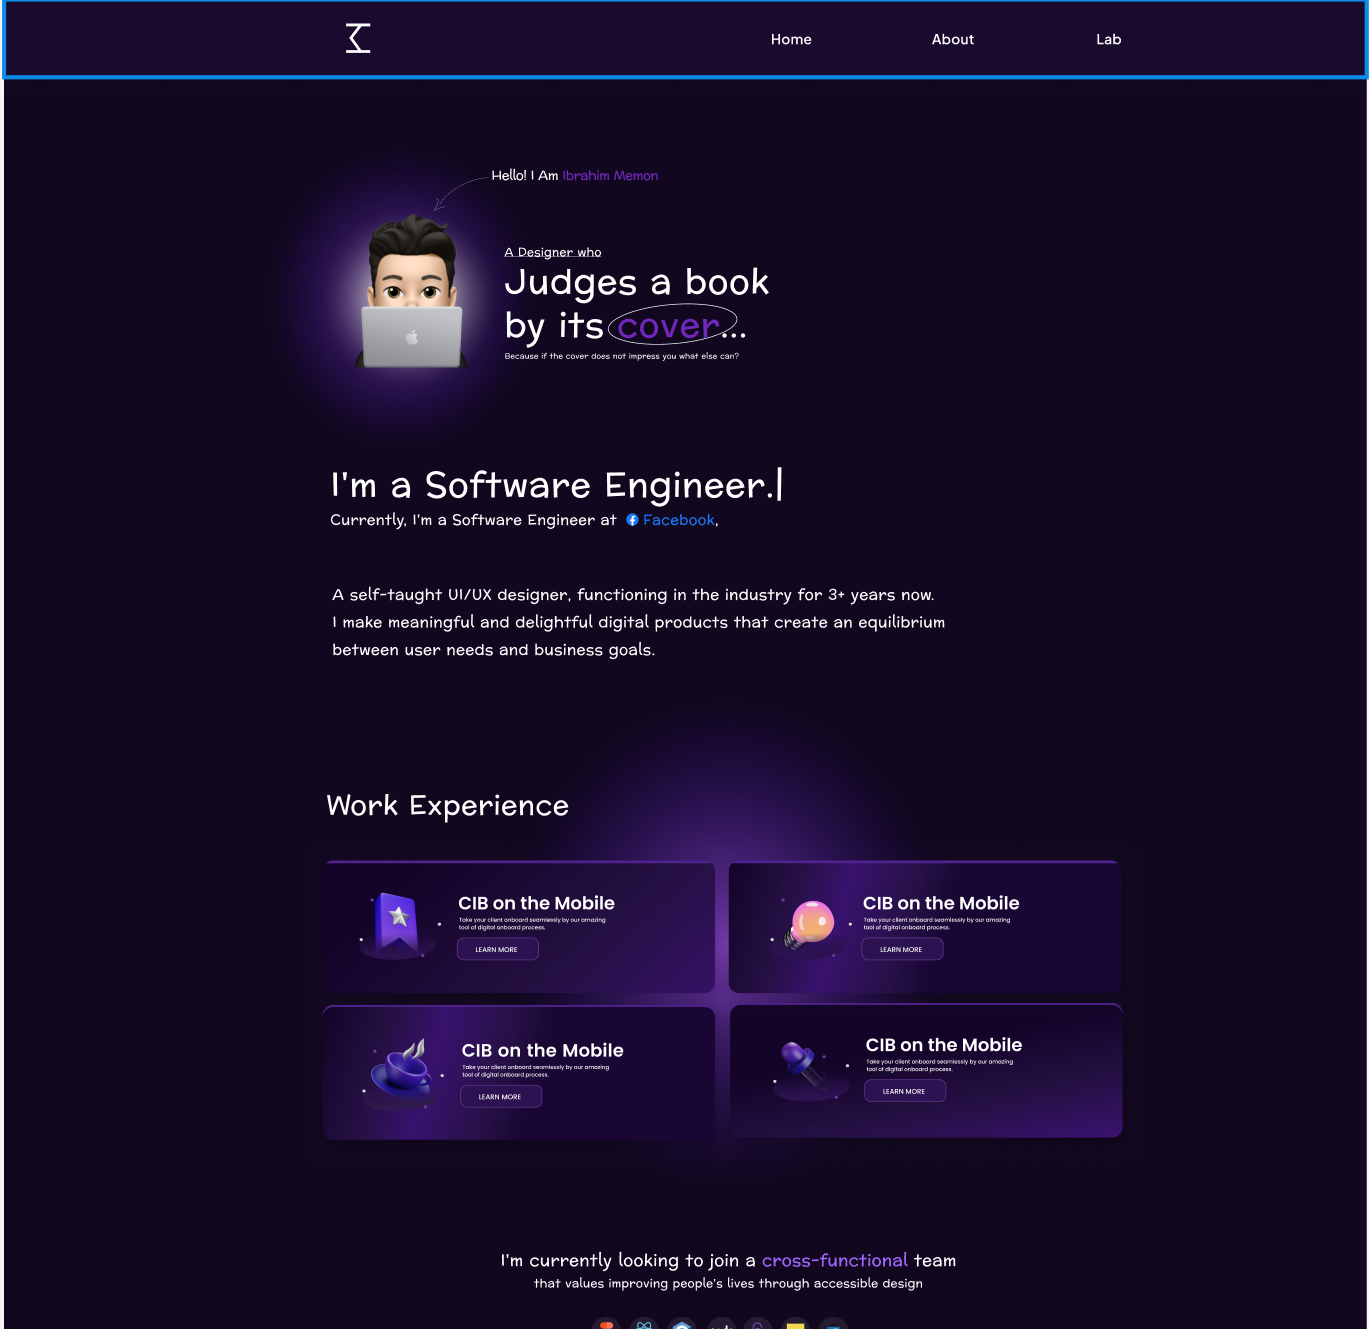 Home About Lab
Hello! I Am Ibrahim Memon
A Designer who
Judges a book
by its cover...
Because if the cover does not impress you what else can?
I'm a Software Engineer.|
Currently, I'm a Software Engineer at Facebook,
A self-taught UI/UX designer, functioning in the industry for 3+ years now.
I make meaningful and delightful digital products that create an equilibrium
between user needs and business goals.
Work Experience
CIB on the Mobile
Take your client onboard seamlessly by our amazing
tool of digital onboard process.
LEARN MORE
CIB on the Mobile
Take your client onboard seamlessly by our amazing
tool of digital onboard process.
LEARN MORE
CIB on the Mobile
Take your client onboard seamlessly by our amazing
tool of digital onboard process.
LEARN MORE
CIB on the Mobile
Take your client onboard seamlessly by our amazing
tool of digital onboard process.
LEARN MORE
I'm currently looking to join a cross-functional team
that values improving people's lives through accessible design